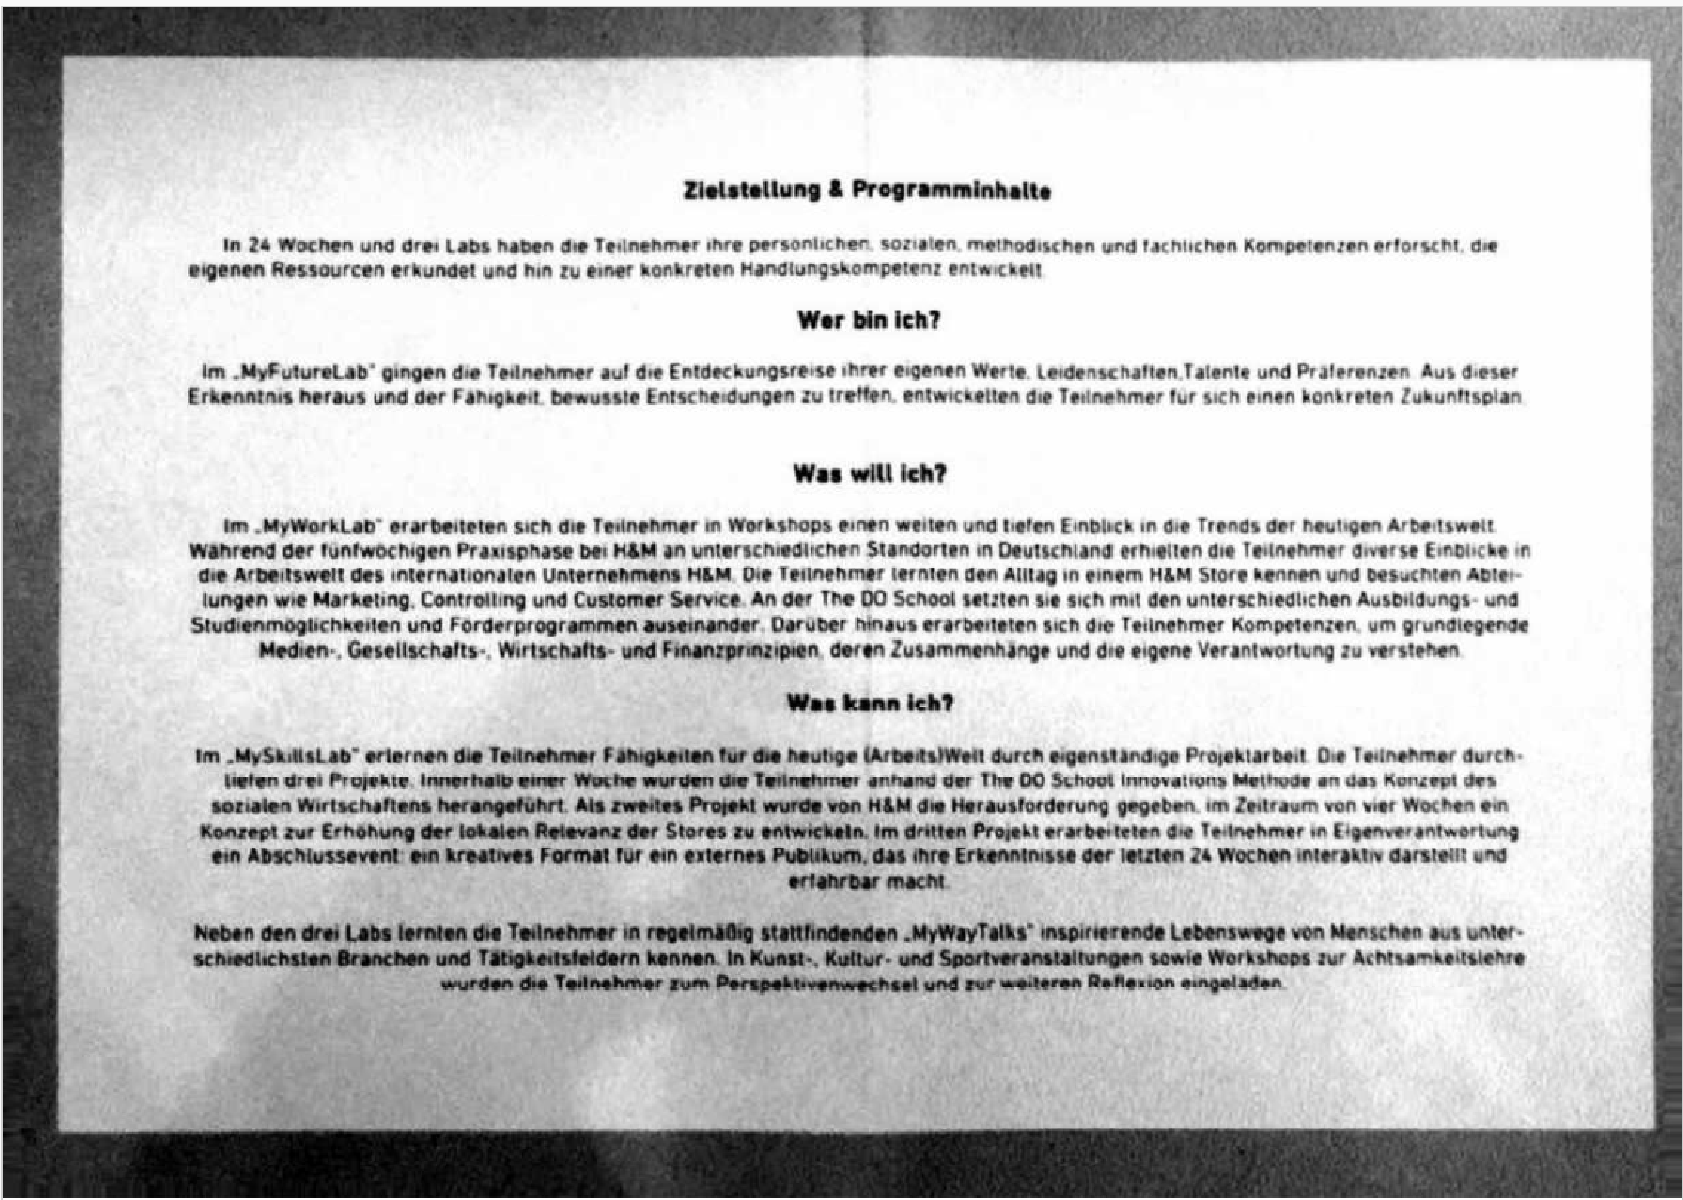 Zielstellung & Programminhalte
In 24 Wochen und drei Labs haben die Teilnehmer ihre persönlichen, sozialen, methodischen und fachlichen Kompetenzen erforscht, die
eigenen Ressourcen erkundet und hin zu einer konkreten Handlungskompetenz entwickelt.
Wer bin ich?
Im „MyFutureLab“ gingen die Teilnehmer auf die Entdeckungsreise ihrer eigenen Werte, Leidenschaften,Talente und Präferenzen. Aus dieser
Erkenntnis heraus und der Fähigkeit, bewusste Entscheidungen zu treffen, entwickelten die Teilnehmer für sich einen konkreten Zukunftsplan.
Was will ich?
Im „MyWorkLab“ erarbeiteten sich die Teilnehmer in Workshops einen weiten und tiefen Einblick in die Trends der heutigen Arbeitswelt.
Während der fünfwöchigen Praxisphase bei H&M an unterschiedlichen Standorten in Deutschland erhielten die Teilnehmer diverse Einblicke in
die Arbeitswelt des internationalen Unternehmens H&M. Die Teilnehmer lernten den Alltag in einem H&M Store kennen und besuchten Abtei-
lungen wie Marketing, Controlling und Customer Service. An der The DO School setzten sie sich mit den unterschiedlichen Ausbildungs- und
Studienmöglichkeiten und Förderprogrammen auseinander. Darüber hinaus erarbeiteten sich die Teilnehmer Kompetenzen, um grundlegende
Medien-, Gesellschafts-, Wirtschafts- und Finanzprinzipien, deren Zusammenhänge und die eigene Verantwortung zu verstehen.
Was kann ich?
Im „MySkillsLab“ erlernen die Teilnehmer Fähigkeiten für die heutige (Arbeits)Welt durch eigenständige Projektarbeit. Die Teilnehmer durch-
liefen drei Projekte. Innerhalb einer Woche wurden die Teilnehmer anhand der The DO School Innovations Methode an das Konzept des
sozialen Wirtschaftens herangeführt. Als zweites Projekt wurde von H&M die Herausforderung gegeben, im Zeitraum von vier Wochen ein
Konzept zur Erhöhung der lokalen Relevanz der Stores zu entwickeln. Im dritten Projekt erarbeiteten die Teilnehmer in Eigenverantwortung
ein Abschlussevent: ein kreatives Format für ein externes Publikum, das ihre Erkenntnisse der letzten 24 Wochen interaktiv darstellt und
erfahrbar macht.
Neben den drei Labs lernten die Teilnehmer in regelmäßig stattfindenden „MyWayTalks“ inspirierende Lebenswege von Menschen aus unter-
schiedlichsten Branchen und Tätigkeitsfeldern kennen. In Kunst-, Kultur- und Sportveranstaltungen sowie Workshops zur Achtsamkeitslehre
wurden die Teilnehmer zum Perspektivenwechsel und zur weiteren Reflexion eingeladen.